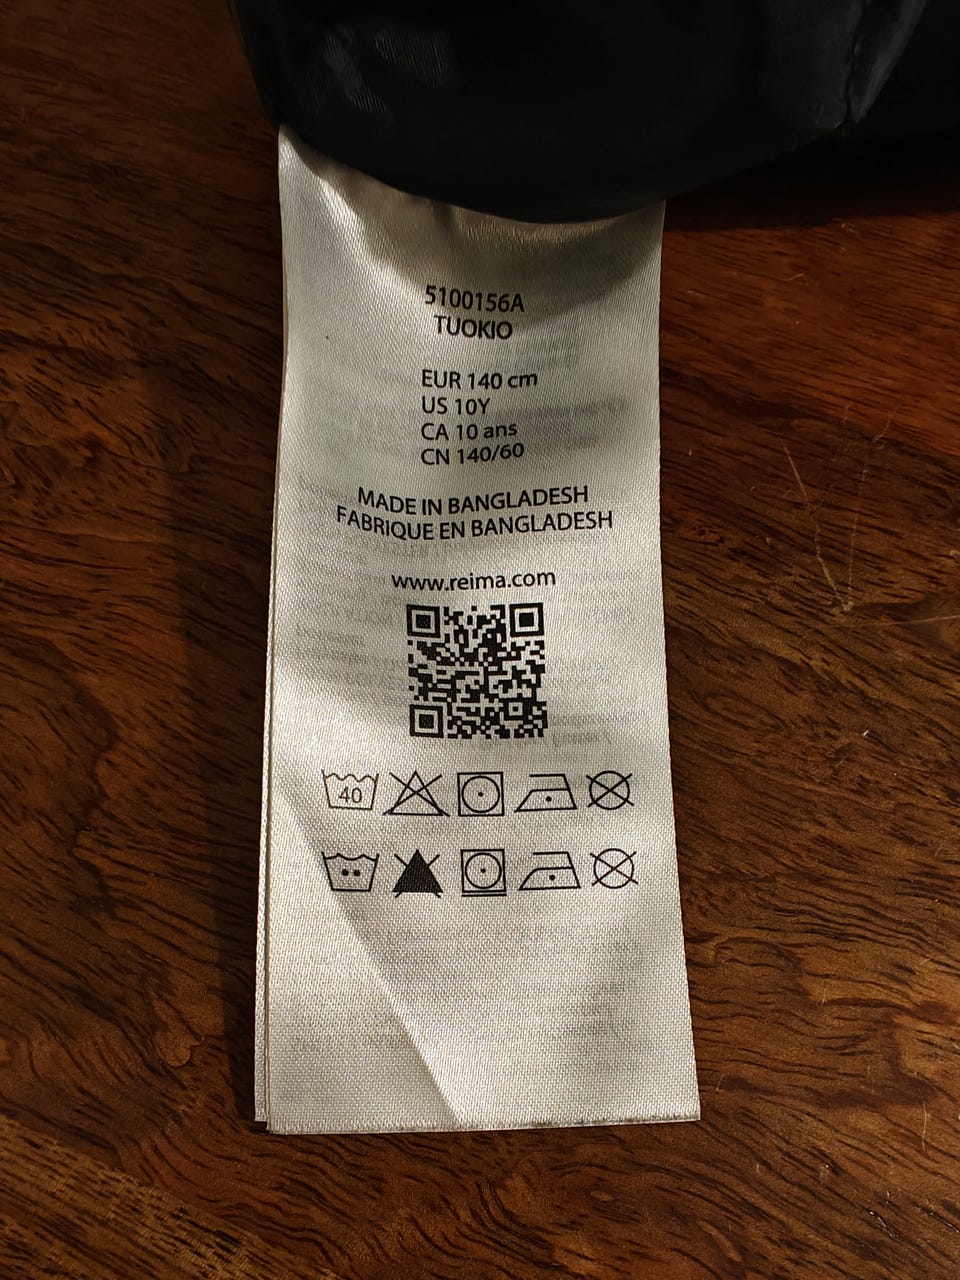 5100156A
TUOKIO
EUR 140 cm
US 10Y
CA 10 ans
CN 140/60
MADE IN BANGLADESH
FABRIQUE EN BANGLADESH
www.reima.com
40